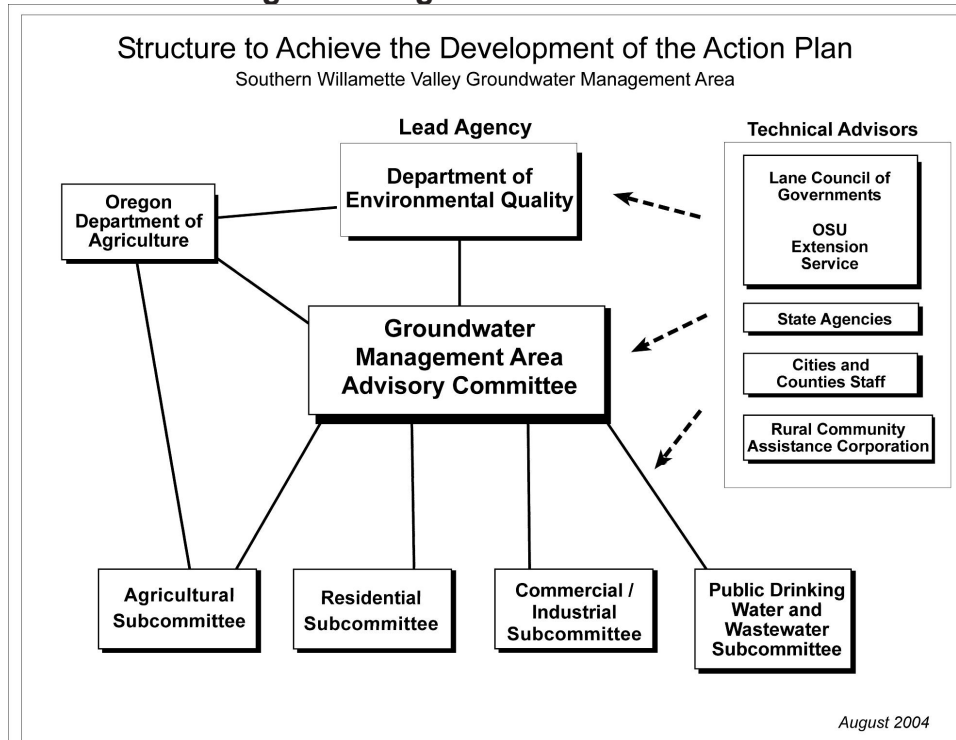 Structure to Achieve the Development of the Action Plan
Southern Willamette Valley Groundwater Management Area
Lead Agency
Department of
Environmental Quality
Technical Advisors
Lane Council of
Governments
OSU
Extension
Service
State Agencies
Cities and
Counties Staff
Rural Community
Assistance Corporation
Oregon
Department of
Agriculture
Groundwater
Management Area
Advisory Committee
Agricultural
Subcommittee
Residential
Subcommittee
Commercial /
Industrial
Subcommittee
Public Drinking
Water and
Wastewater
Subcommittee
August 2004